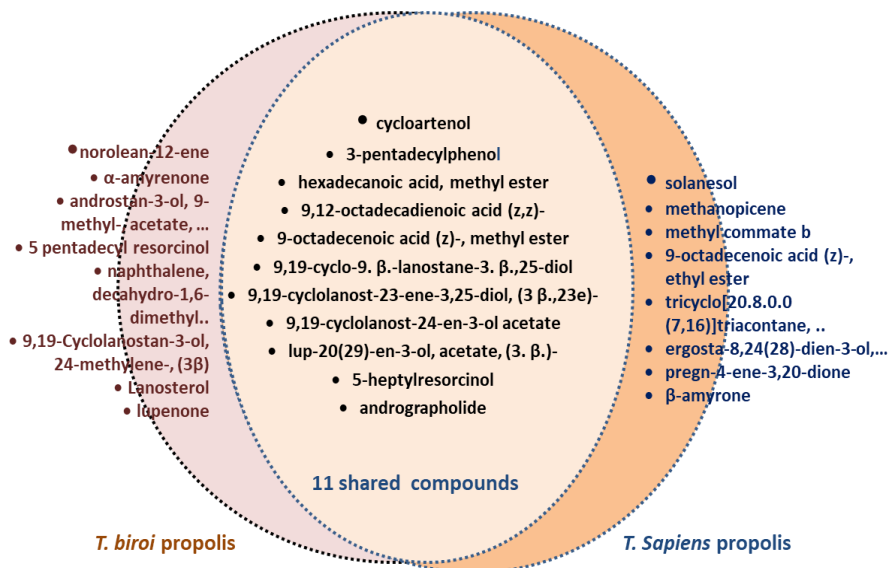 • norolean-12-ene
• α-amyrenone
• androstan-3-ol, 9-
methyl-, acetate, ...
• 5 pentadecyl resorcinol
• naphthalene,
decahydro-1,6-
dimethyl..
• 9,19-Cyclolanostan-3-ol,
24-methylene-, (3β)
• Lanosterol
• lupenone
• cycloartenol
• 3-pentadecylphenol
• hexadecanoic acid, methyl ester
• 9,12-octadecadienoic acid (z,z)-
• 9-octadecenoic acid (z)-, methyl ester
• 9,19-cyclo-9. β.-lanostane-3. β.,25-diol
• 9,19-cyclolanost-23-ene-3,25-diol, (3 β.,23e)-
• 9,19-cyclolanost-24-en-3-ol acetate
• lup-20(29)-en-3-ol, acetate, (3. β.)-
• 5-heptylresorcinol
• andrographolide
11 shared compounds
• solanesol
• methanopicene
• methyl commate b
• 9-octadecenoic acid (z)-,
ethyl ester
• tricyclo[20.8.0.0
(7,16)]triacontane, ..
• ergosta-8,24(28)-dien-3-ol,...
• pregn-4-ene-3,20-dione
• β-amyrone
T. biroi propolis
T. Sapiens propolis